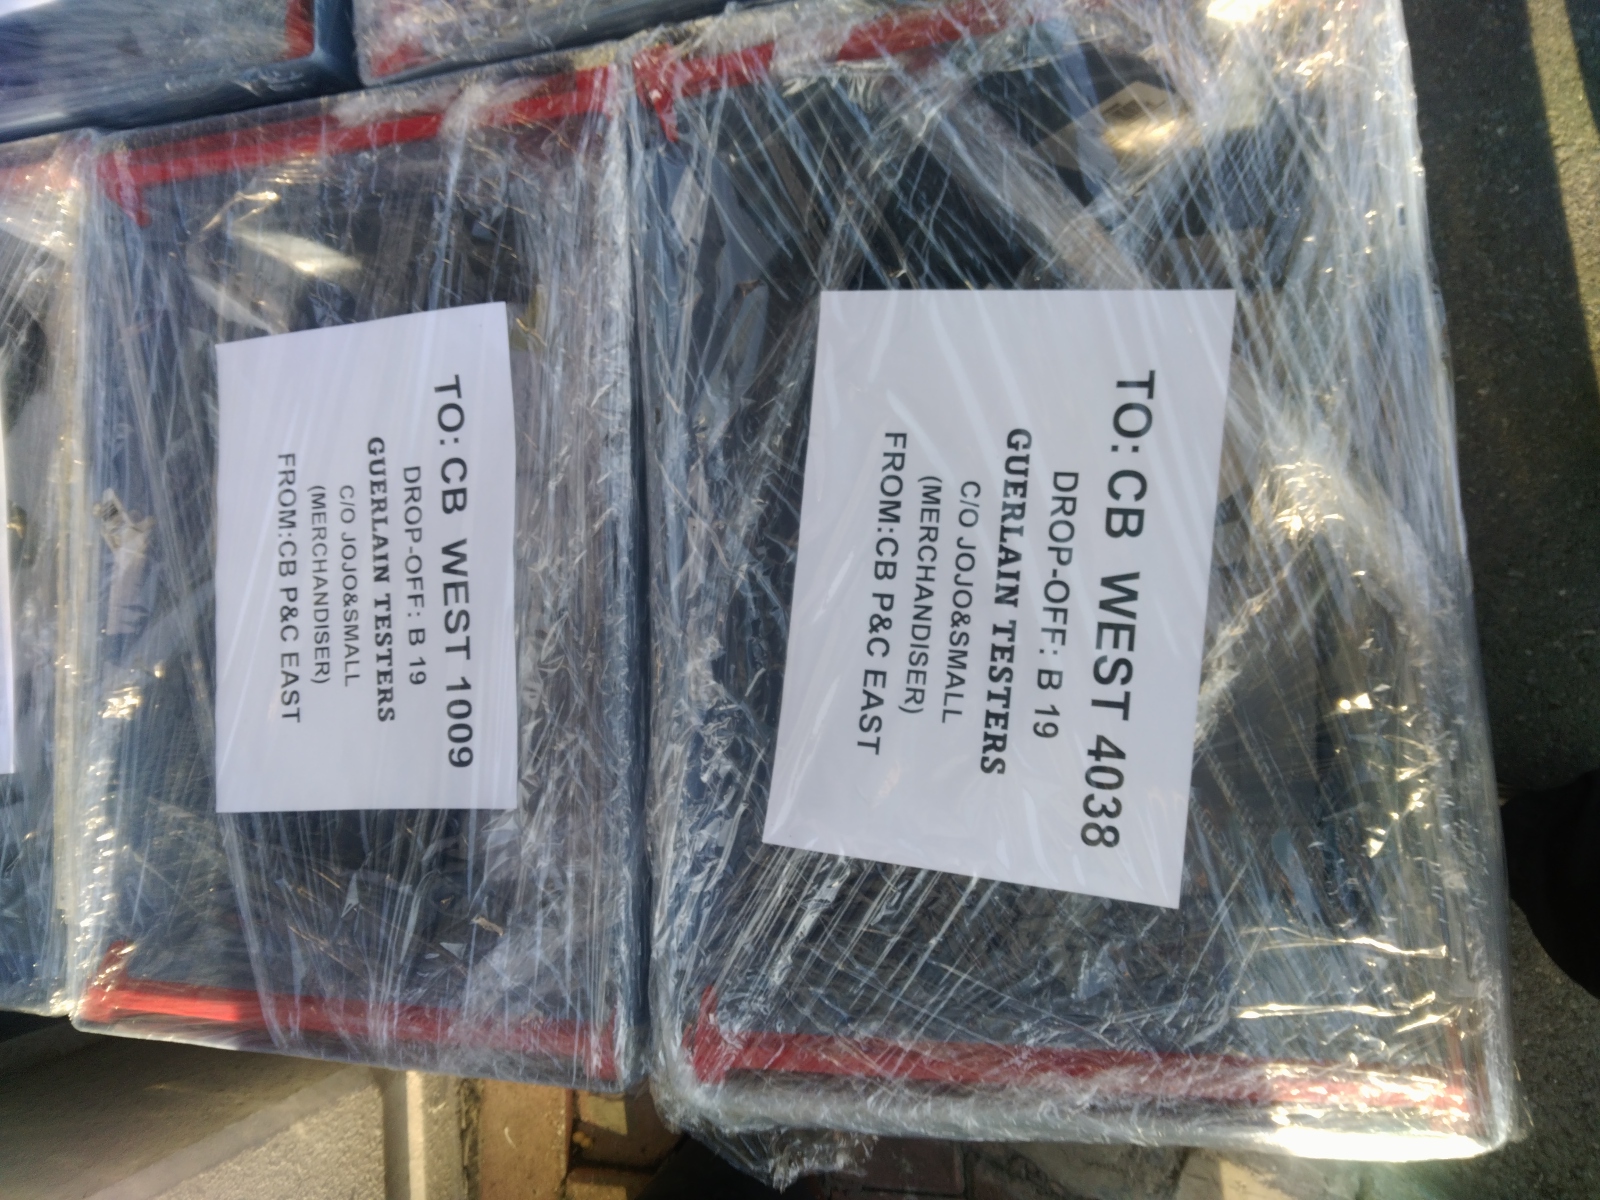 TO: CB WEST 1009
DROP-OFF: B 19
GUERLAIN TESTERS
C/O JOJO&SMALL
(MERCHANDISER)
FROM:CB P&C EAST
TO: CB WEST 4038
DROP-OFF: B 19
GUERLAIN TESTERS
C/O JOJO&SMALL
(MERCHANDISER)
FROM:CB P&C EAST